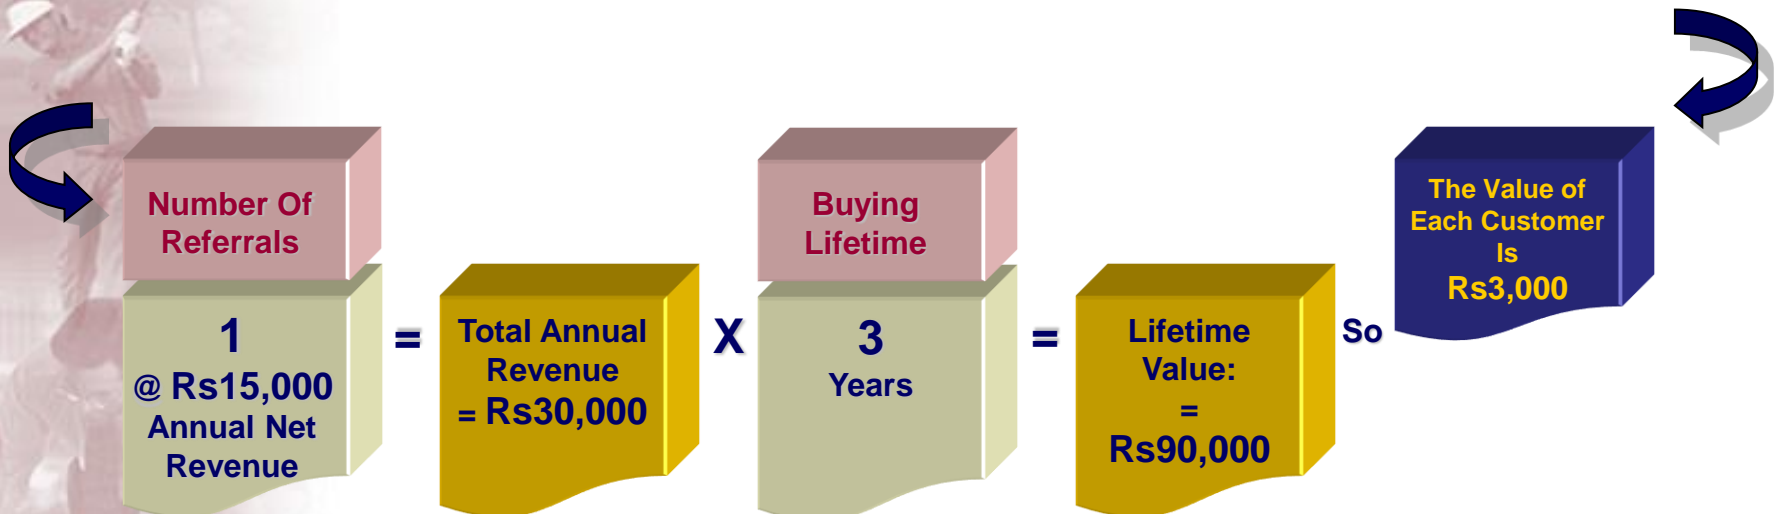 Number Of
Referrals
1
@ Rs15,000
Annual Net
Revenue
=
Total Annual
Revenue
= Rs30,000
X
Buying
Lifetime
3
Years
=
Lifetime
Value:
=
Rs90,000
So
The Value of
Each Customer
Is
Rs3,000